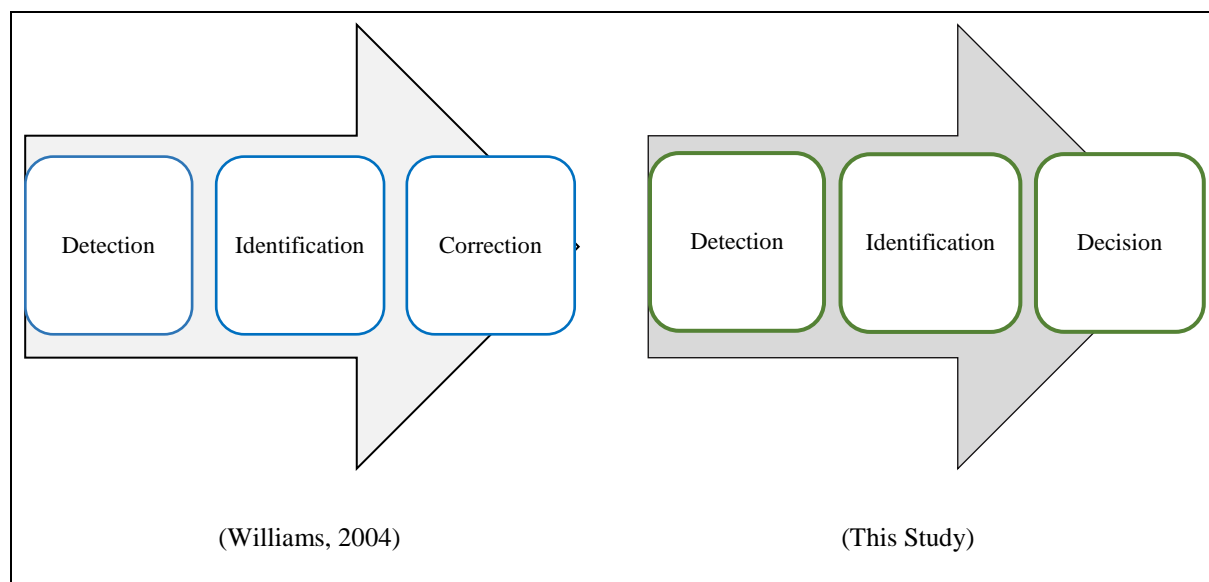 Detection
Identification
Correction
(Williams, 2004)
Detection
Identification
Decision
(This Study)